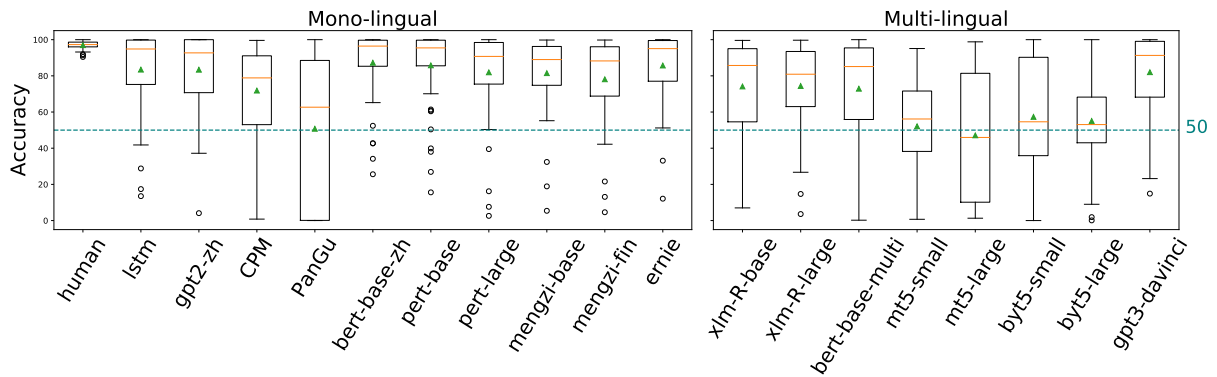 Mono-lingual
Multi-lingual
Accuracy
100
80
60
40
20
0
50
human
lstm
gpt2-zh
CPM
PanGu
bert-base-zh
pert-base
pert-large
mengzi-base
mengzi-fin
ernie
xlm-R-base
xlm-R-large
bert-base-multi
mt5-small
mt5-large
byt5-small
byt5-large
gpt3-davinci